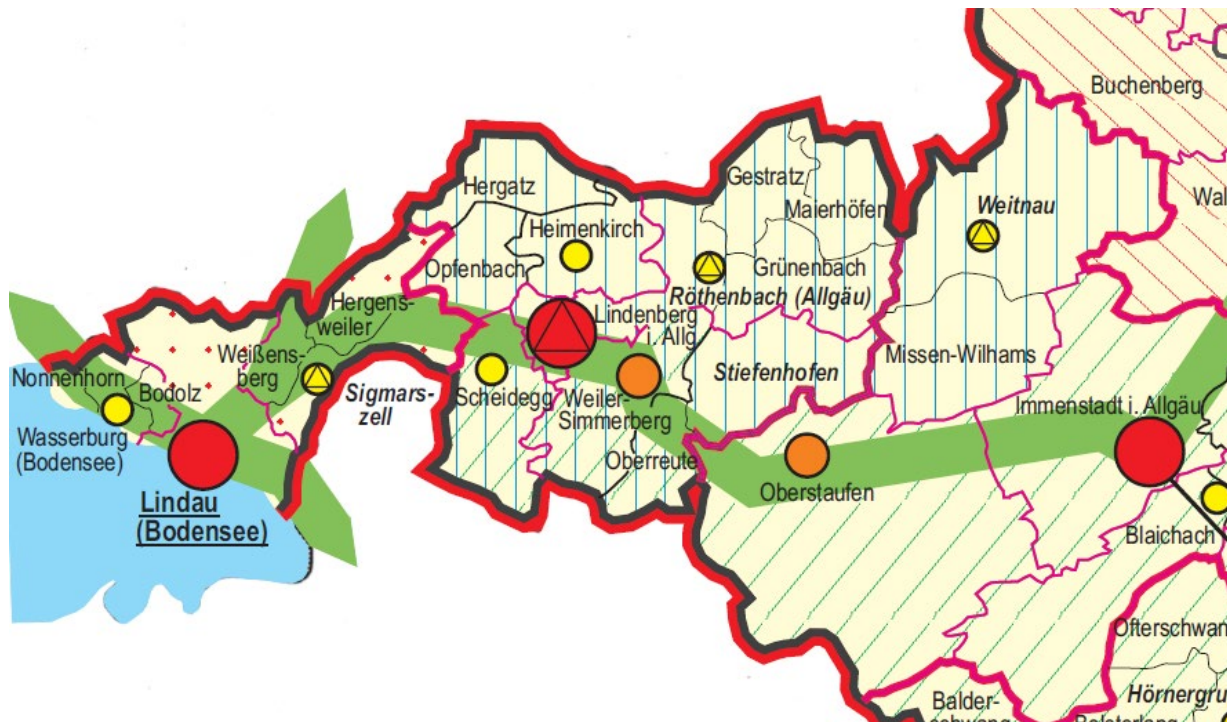 Buchenberg
Wal
Hergatz
Gestratz
Maierhöfen
Weitnau
Heimenkirch
Opfenbach
Grünenbach
Röthenbach (Allgäu)
Hergens-
weiler
Lindenberg
i. Allg.
Weißens-
berg
Missen-Wilhams
Stiefenhofen
Nonnenhorn
Bodolz
Sigmars-
zell
Scheidegg
Weiler-
Simmerberg
Immenstadt i. Allgäu
Wasserburg
(Bodensee)
Oberreute
Oberstaufen
Lindau
(Bodensee)
Blaichach
Ofterschwan
Hörnergru
Balder-
schwang
Bolsterlang